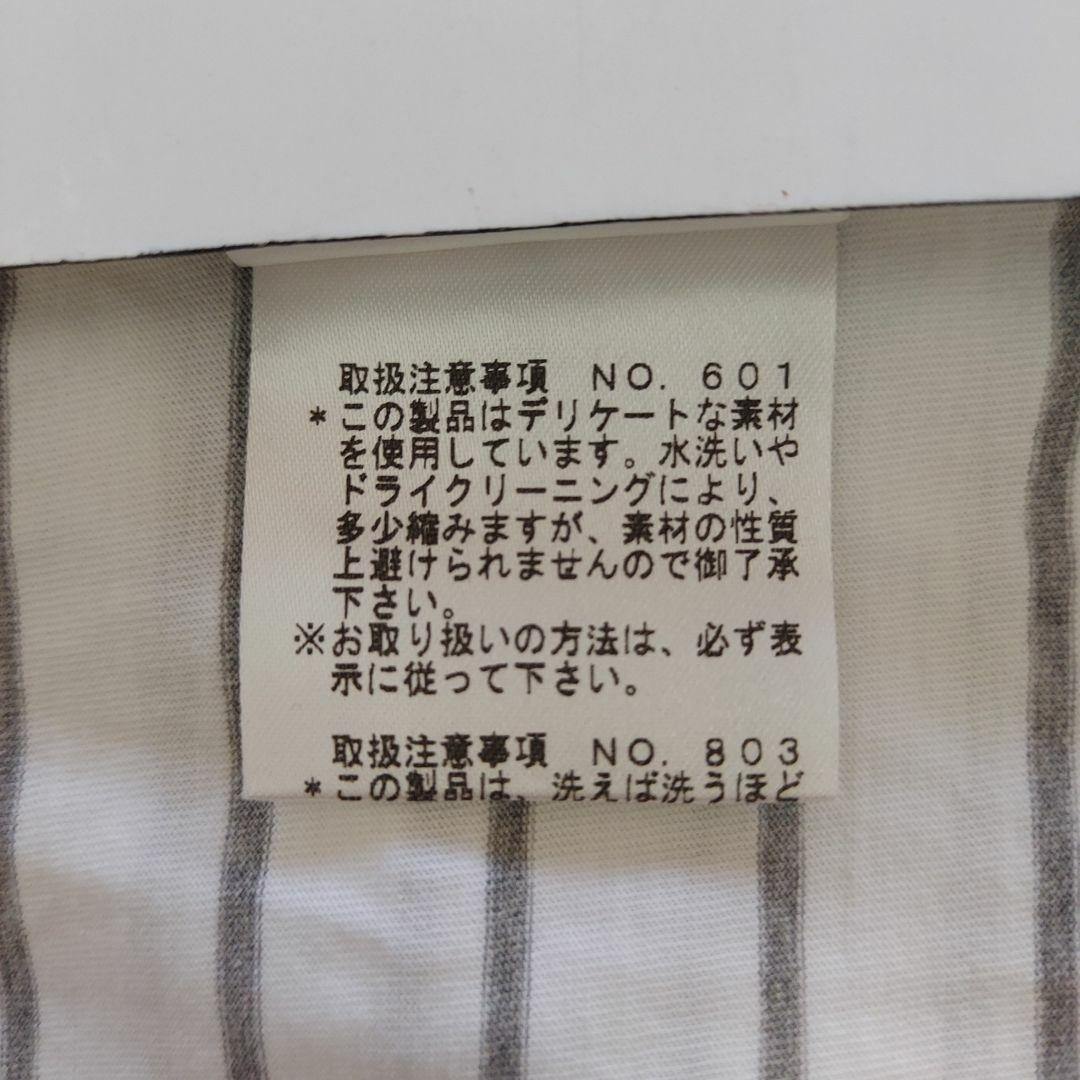 取扱注意事項　ＮＯ．６０１
＊この製品はデリケートな素材
を使用しています。水洗いや
ドライクリーニングにより、
多少縮みますが、素材の性質
上避けられませんので御了承
下さい。
※お取り扱いの方法は、必ず表
示に従って下さい。
取扱注意事項　ＮＯ．８０３
＊この製品は、洗えば洗うほど